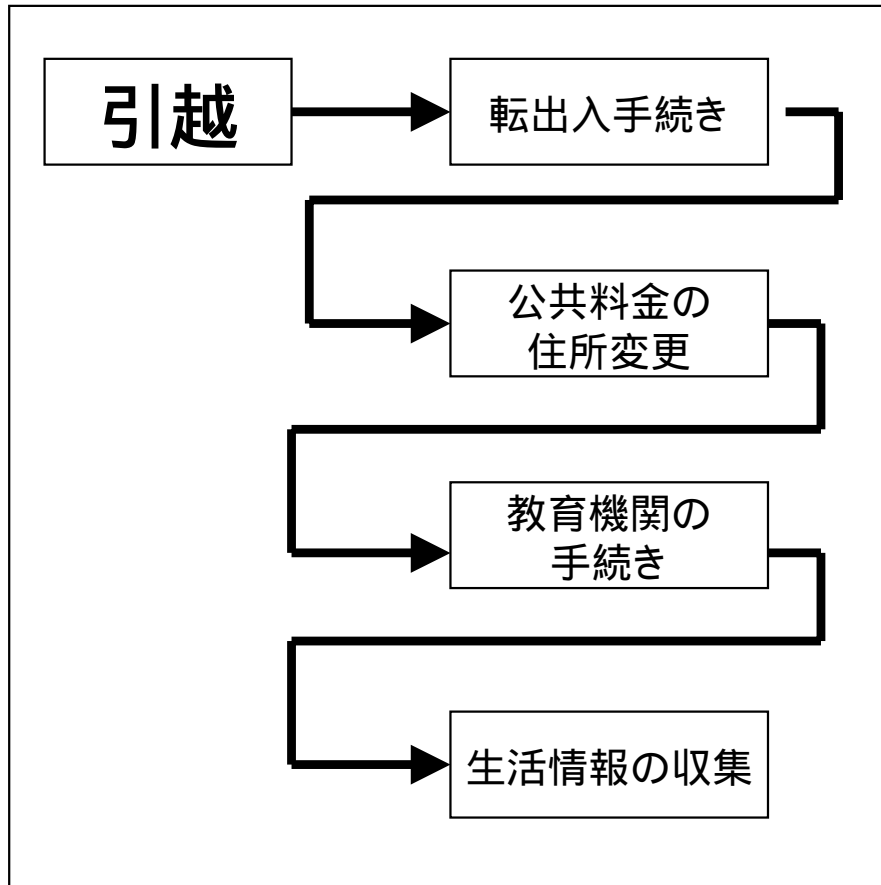 引越
転出入手続き
公共料金の
住所変更
教育機関の
手続き
生活情報の収集